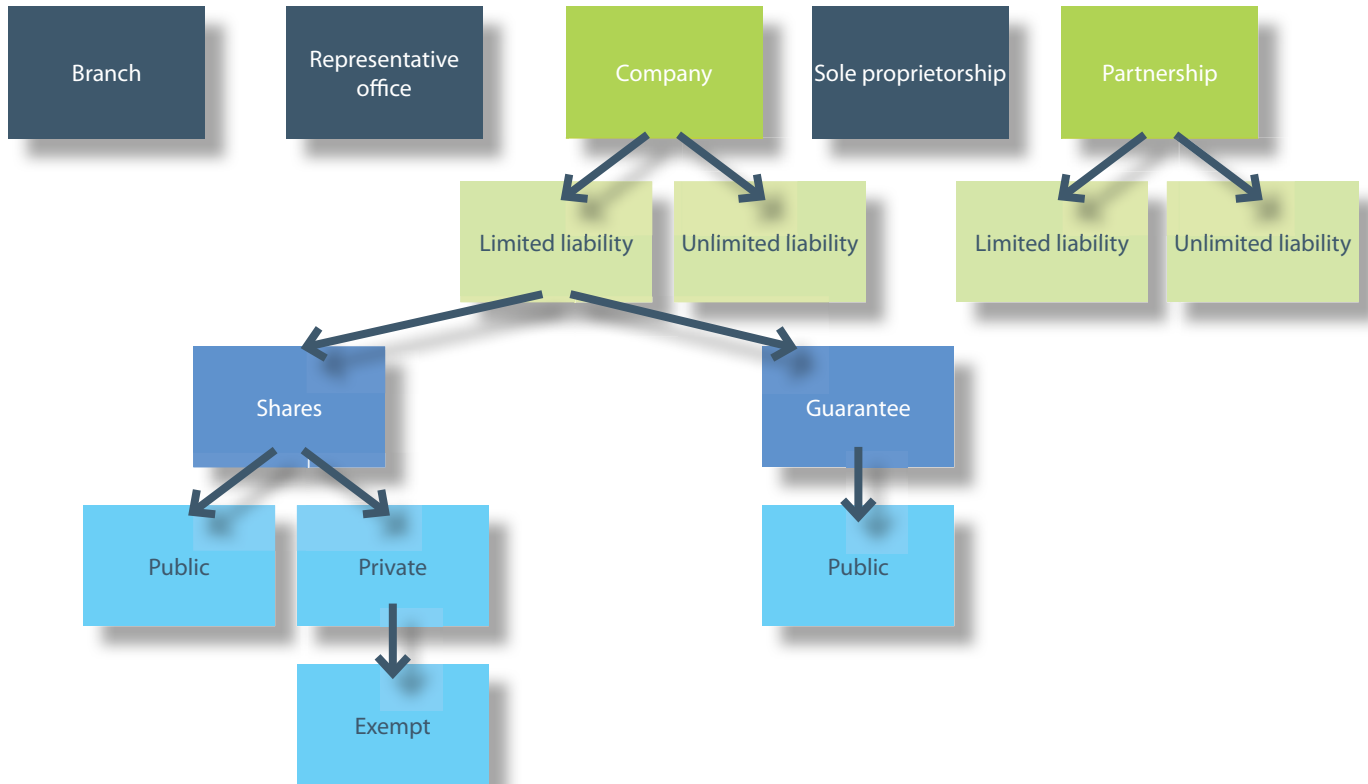 Branch
Representative
office
Company
Sole proprietorship
Partnership
Limited liability
Unlimited liability
Limited liability
Unlimited liability
Shares
Guarantee
Public
Private
Public
Exempt